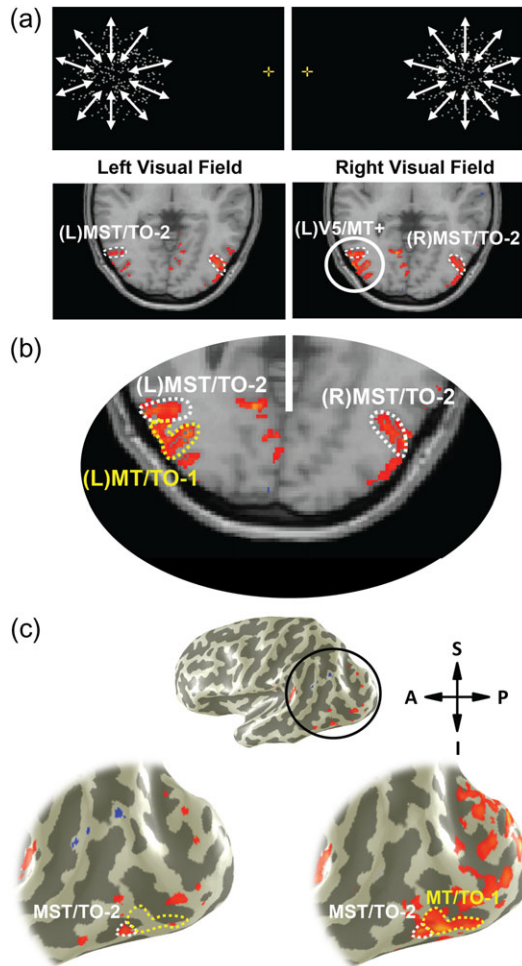 (a)
Left Visual Field
Right Visual Field
(L)MST/TO-2
(L)V5/MT+
(R)MST/TO-2
(b)
(L)MST/TO-2
(R)MST/TO-2
(L)MT/TO-1
(c)
S
A
P
I
MST/TO-2
MST/TO-2
MT/TO-1